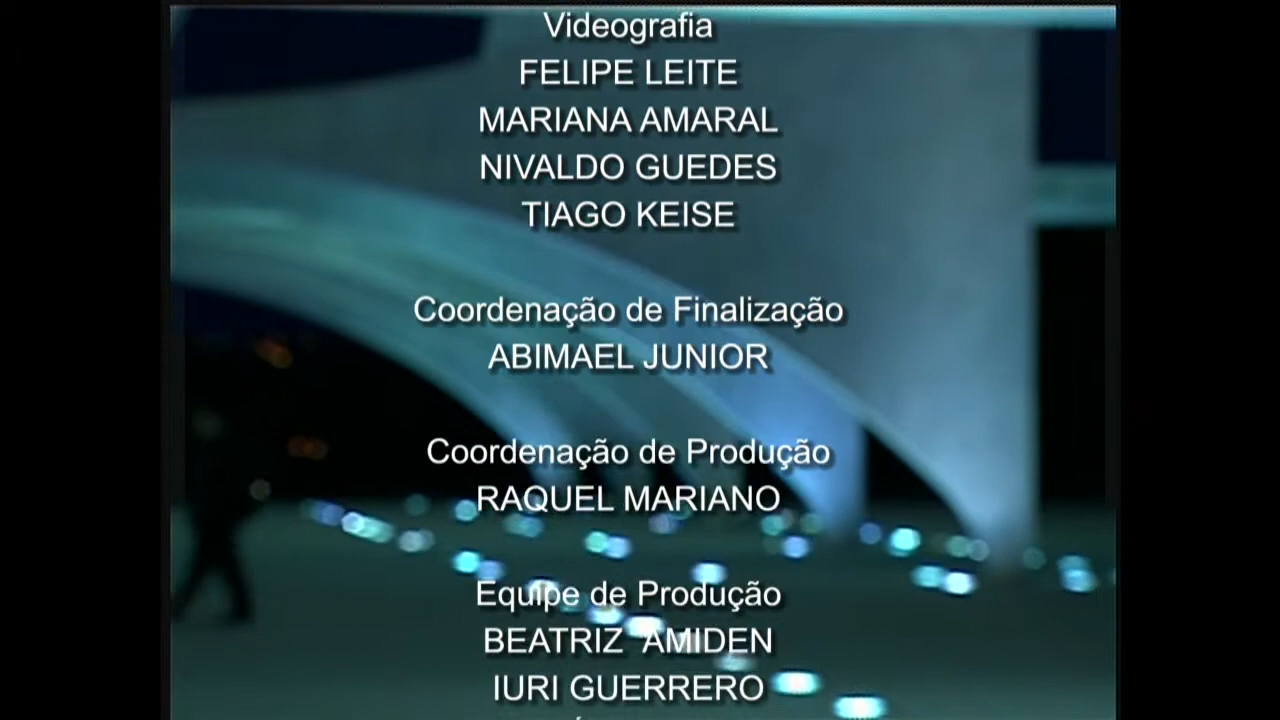 Videografia
FELIPE LEITE
MARIANA AMARAL
NIVALDO GUEDES
TIAGO KEISE
Coordenação de Finalização
ABIMAEL JUNIOR
Coordenação de Produção
RAQUEL MARIANO
Equipe de Produção
BEATRIZ  AMIDEN
IURI GUERRERO